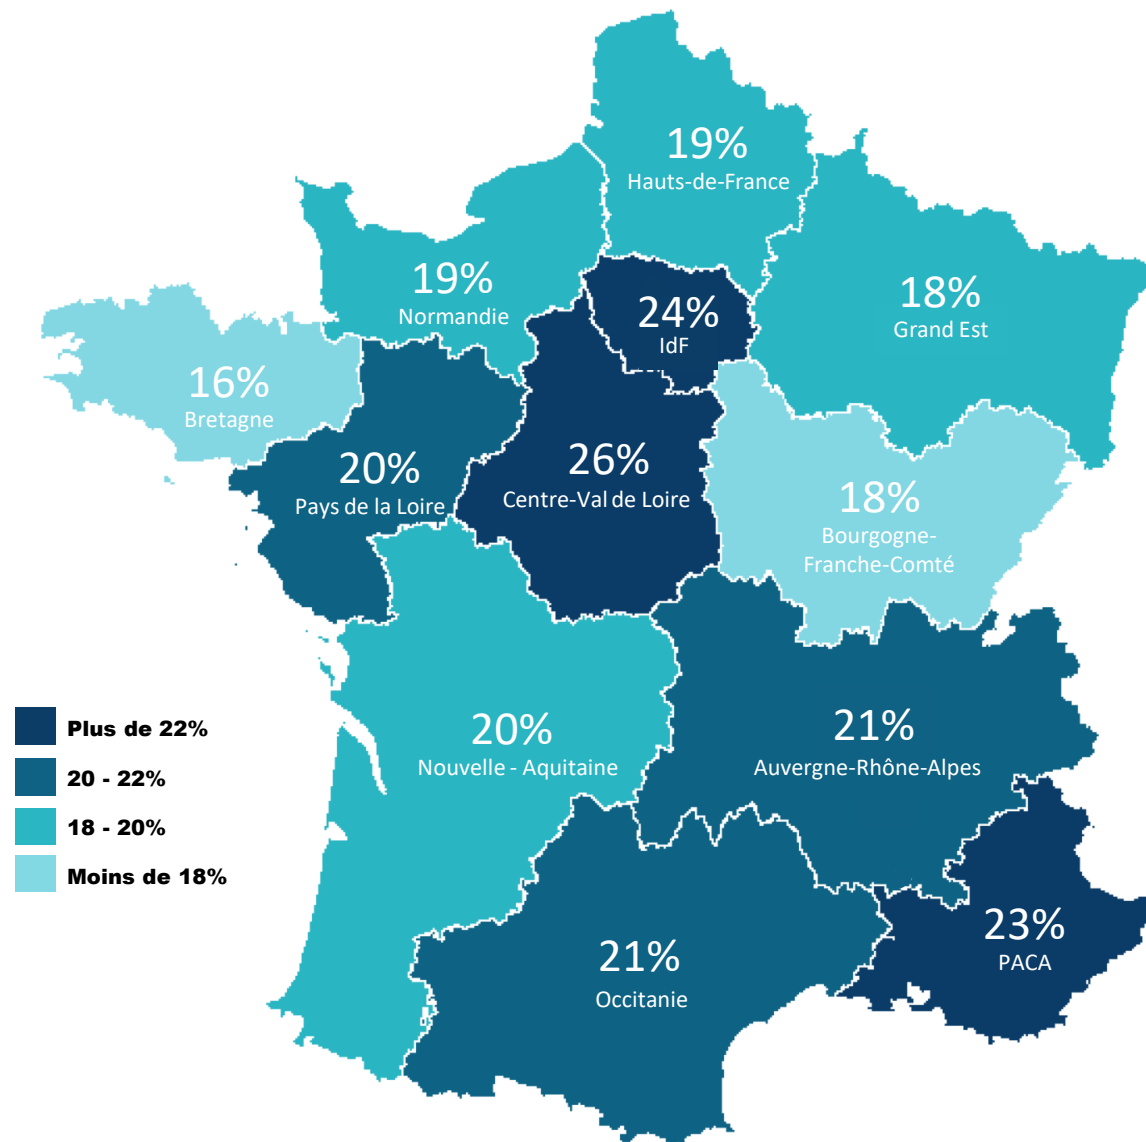 19%
Hauts-de-France
19%
Normandie
24%
IdF
18%
Grand Est
16%
Bretagne
20%
Pays de la Loire
26%
Centre-Val de Loire
18%
Bourgogne-
Franche-Comté
20%
Nouvelle - Aquitaine
21%
Auvergne-Rhône-Alpes
21%
Occitanie
23%
PACA
Plus de 22%
20 - 22%
18 - 20%
Moins de 18%